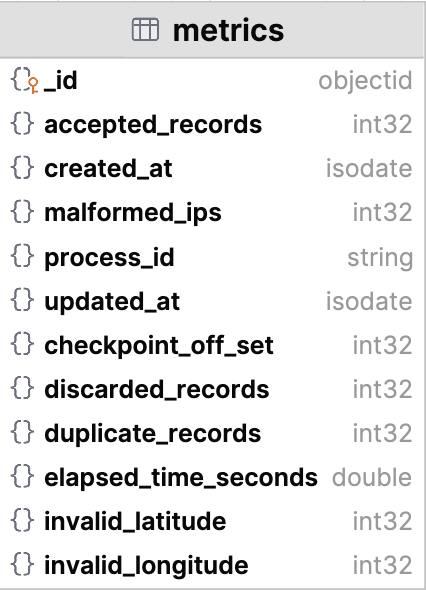 metrics
_id objectid
accepted_records int32
created_at isodate
malformed_ips int32
process_id string
updated_at isodate
checkpoint_off_set int32
discarded_records int32
duplicate_records int32
elapsed_time_seconds double
invalid_latitude int32
invalid_longitude int32